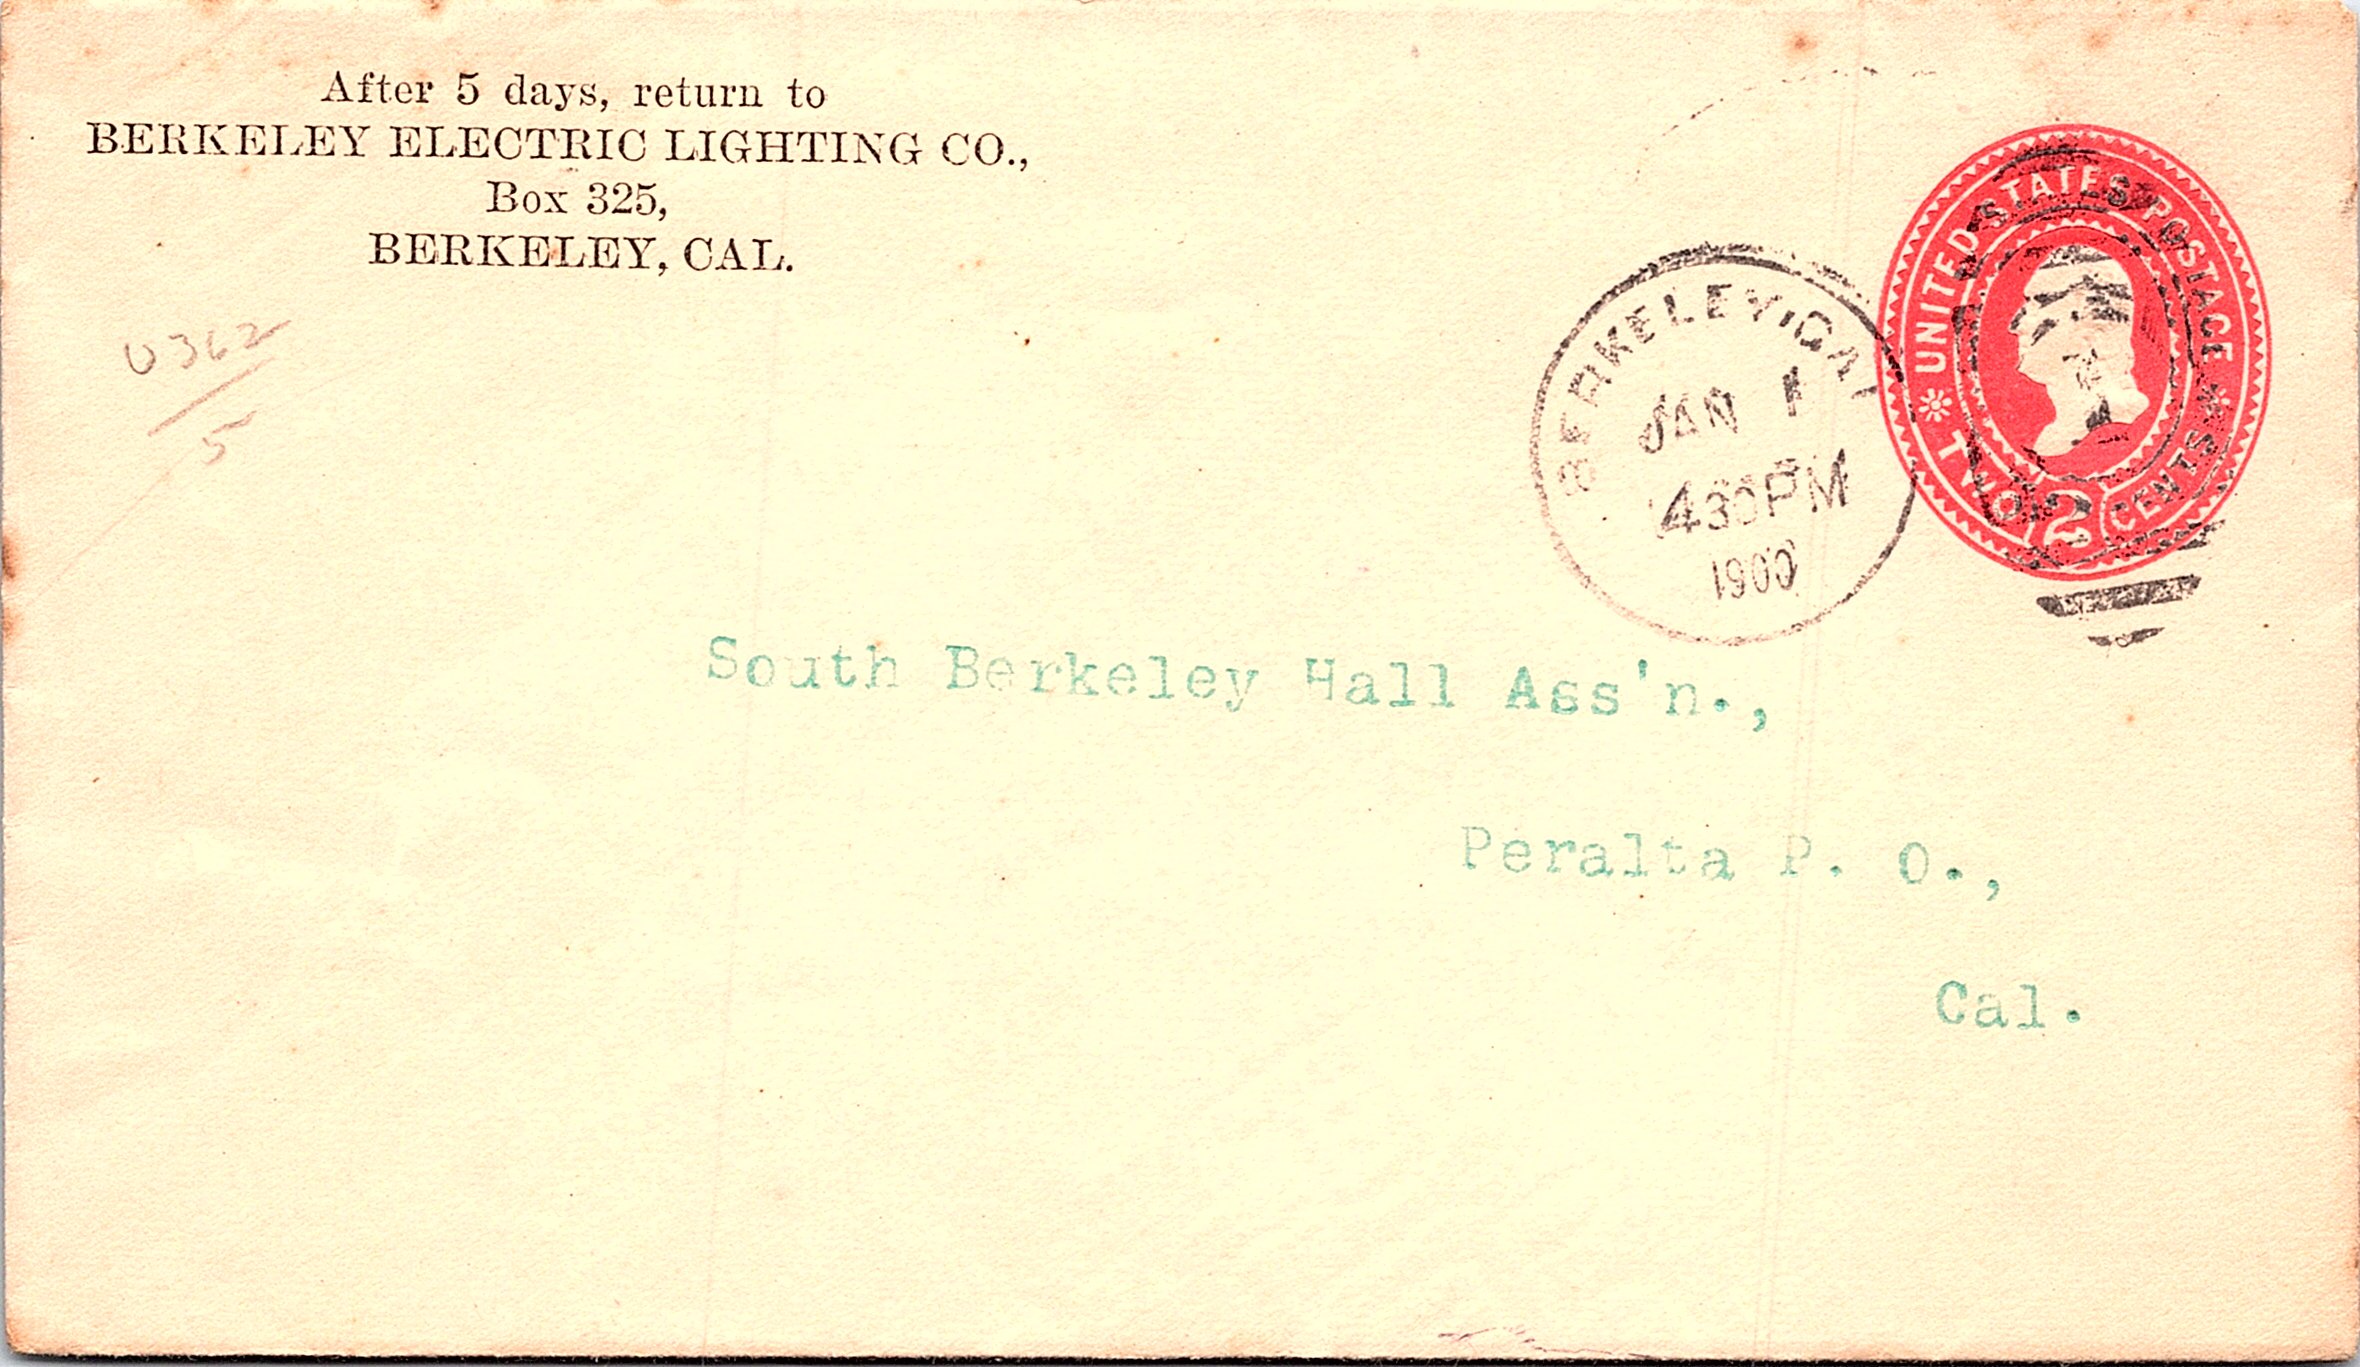 After 5 days, return to
BERKELEY ELECTRIC LIGHTING CO.,
Box 325,
BERKELEY, CAL.
U362
5
BERKELEY, CAL
JAN 1
430 PM
1900
UNITED STATES POSTAGE
TWO 2 CENTS
South Berkeley Hall Ass'n.,
Peralta P. O.,
Cal.